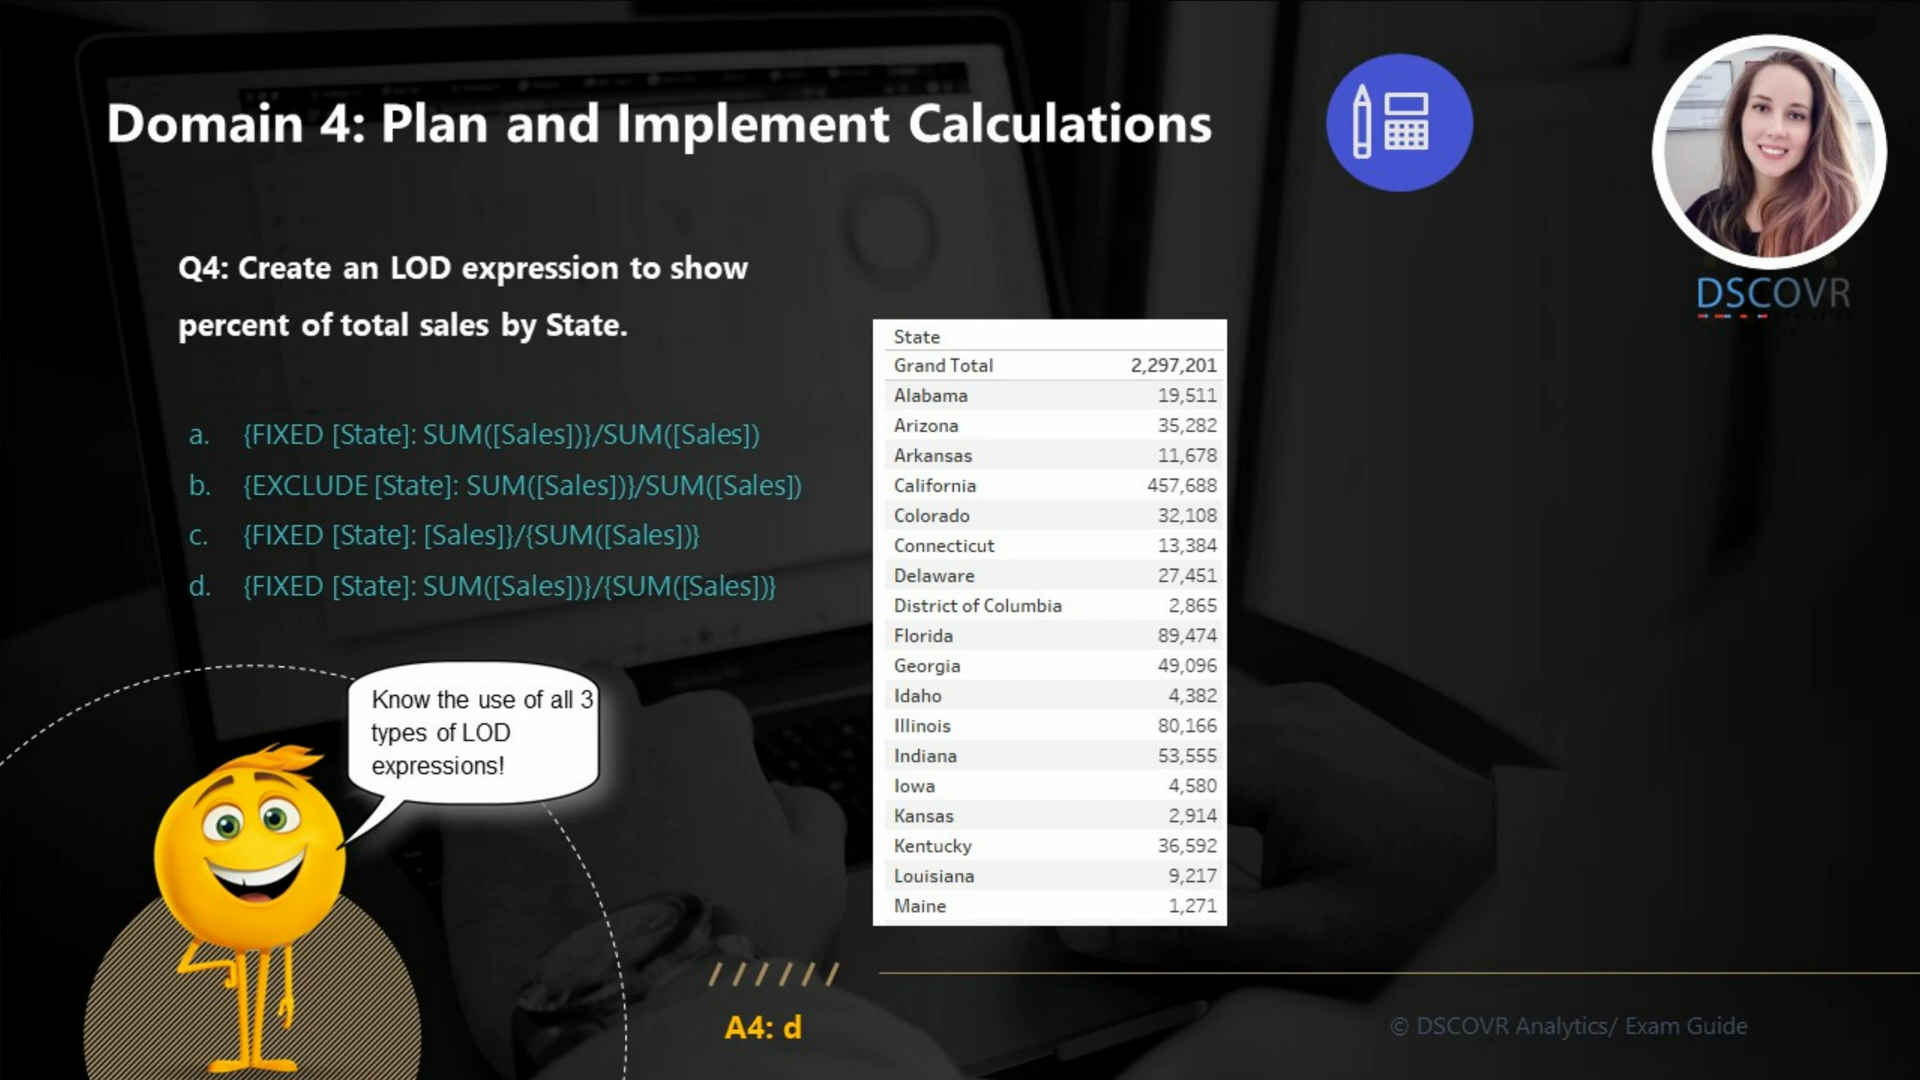 Domain 4: Plan and Implement Calculations
DSCOVR
Q4: Create an LOD expression to show
percent of total sales by State.
a. {FIXED [State]: SUM([Sales])}/SUM([Sales])
b. {EXCLUDE [State]: SUM([Sales])}/SUM([Sales])
c. {FIXED [State]: [Sales]}/{SUM([Sales])}
d. {FIXED [State]: SUM([Sales])}/{SUM([Sales])}
Know the use of all 3
types of LOD
expressions!
State
Grand Total 2,297,201
Alabama 19,511
Arizona 35,282
Arkansas 11,678
California 457,688
Colorado 32,108
Connecticut 13,384
Delaware 27,451
District of Columbia 2,865
Florida 89,474
Georgia 49,096
Idaho 4,382
Illinois 80,166
Indiana 53,555
Iowa 4,580
Kansas 2,914
Kentucky 36,592
Louisiana 9,217
Maine 1,271
A4: d
© DSCOVR Analytics/ Exam Guide